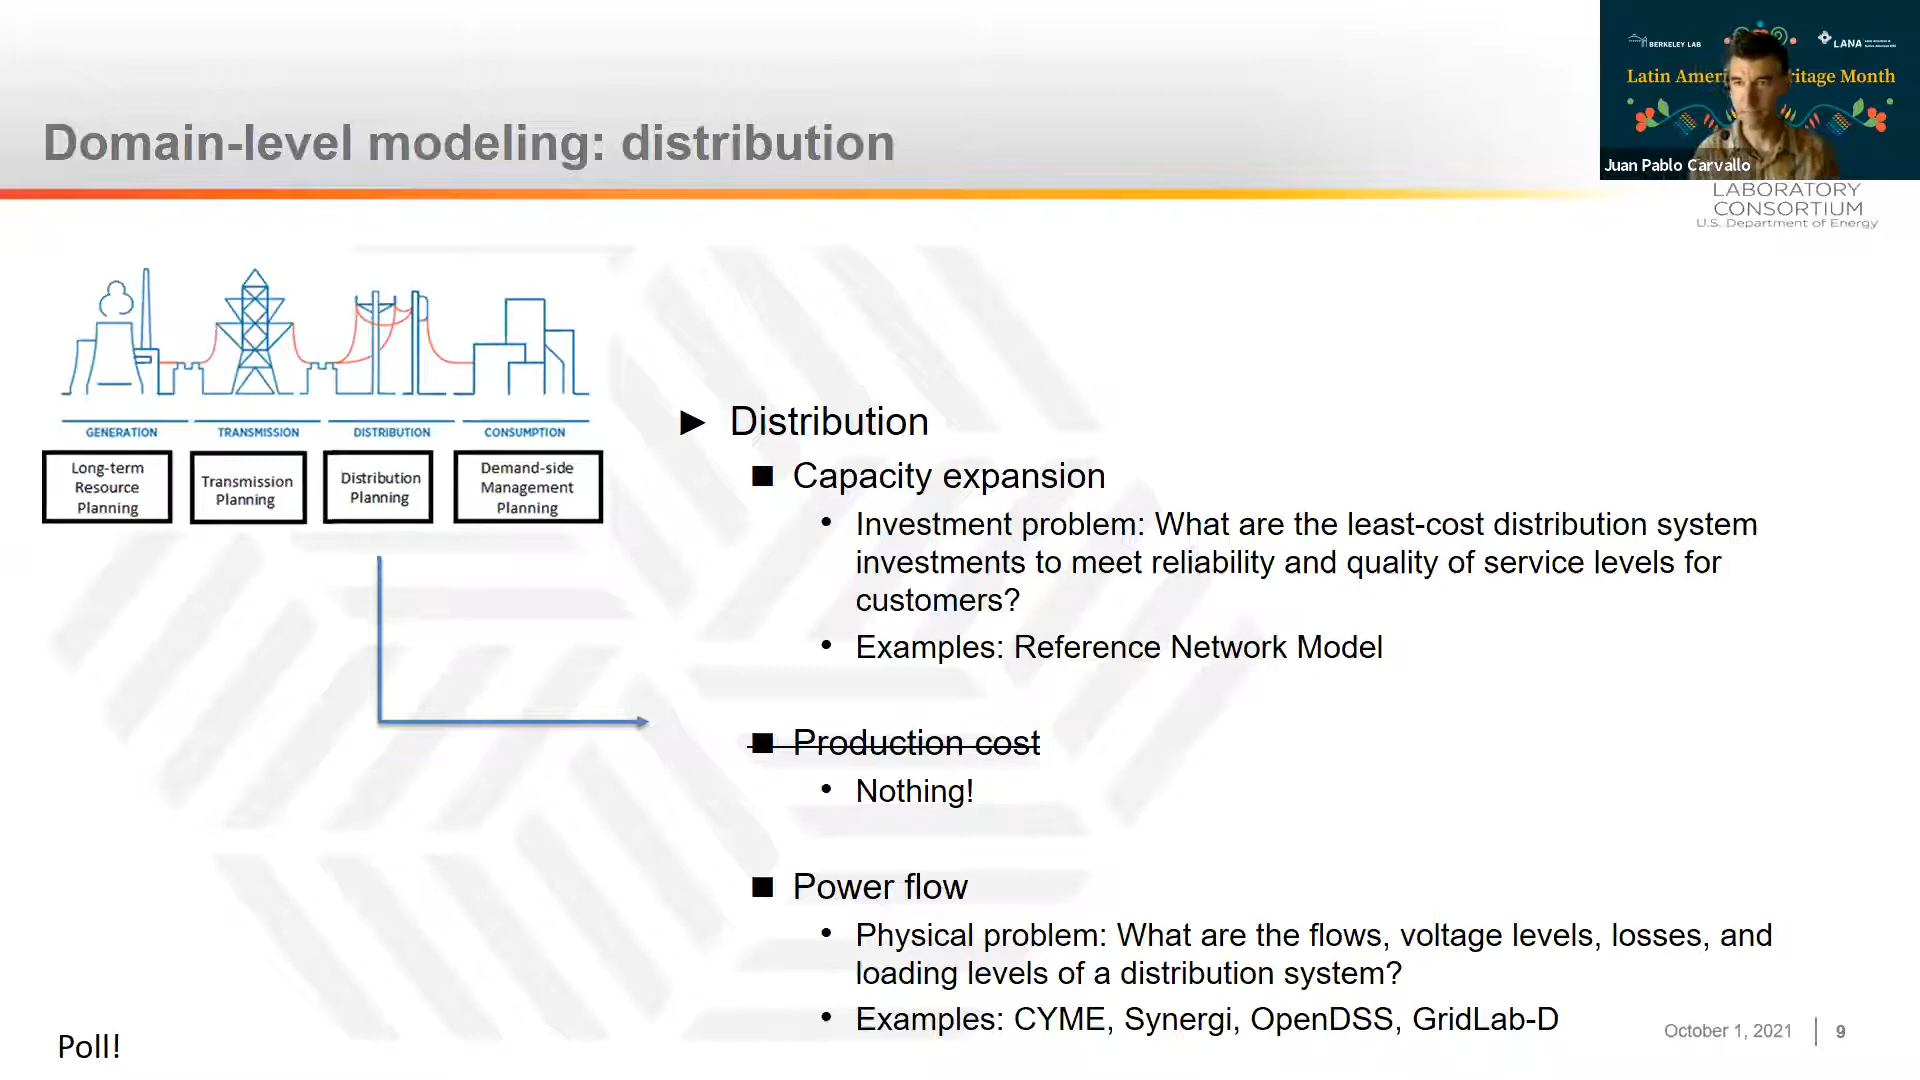 BERKELEY LAB
LANA
Latin Ameri ritage Month
Juan Pablo Carvallo
Domain-level modeling: distribution
LABORATORY
CONSORTIUM
U.S. Department of Energy
GENERATION
TRANSMISSION
DISTRIBUTION
CONSUMPTION
Long-term
Resource
Planning
Transmission
Planning
Distribution
Planning
Demand-side
Management
Planning
► Distribution
■ Capacity expansion
• Investment problem: What are the least-cost distribution system
investments to meet reliability and quality of service levels for
customers?
• Examples: Reference Network Model
■ Production cost
• Nothing!
■ Power flow
• Physical problem: What are the flows, voltage levels, losses, and
loading levels of a distribution system?
• Examples: CYME, Synergi, OpenDSS, GridLab-D
Poll!
October 1, 2021 | 9